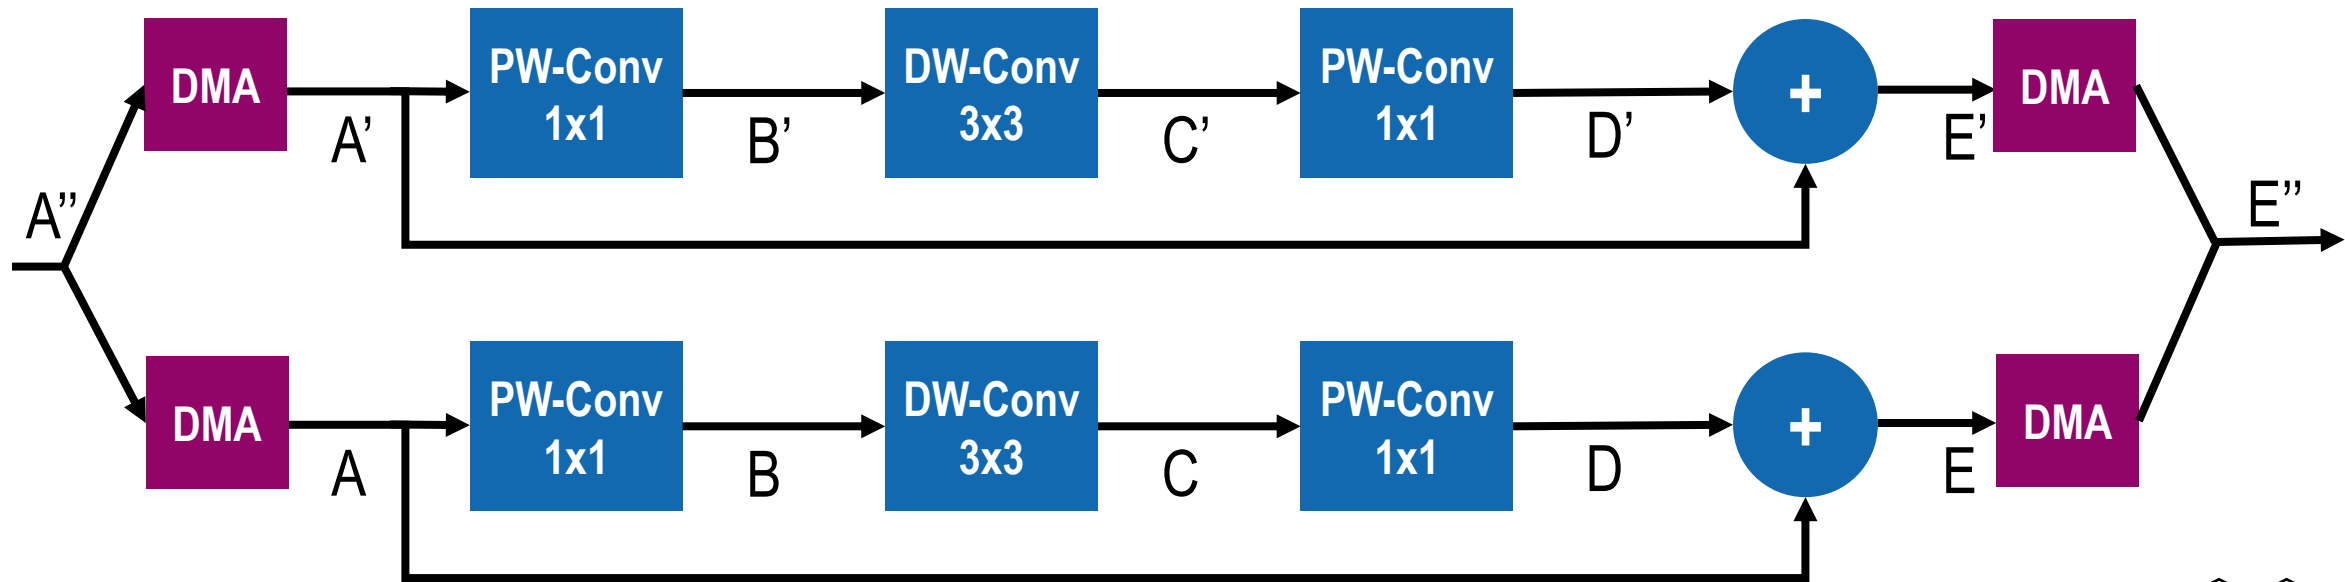 DMA
A’
PW-Conv
1x1
B’
DW-Conv
3x3
C’
PW-Conv
1x1
D’
+
E’
DMA
A’’
E’’
DMA
A
PW-Conv
1x1
B
DW-Conv
3x3
C
PW-Conv
1x1
D
+
E
DMA